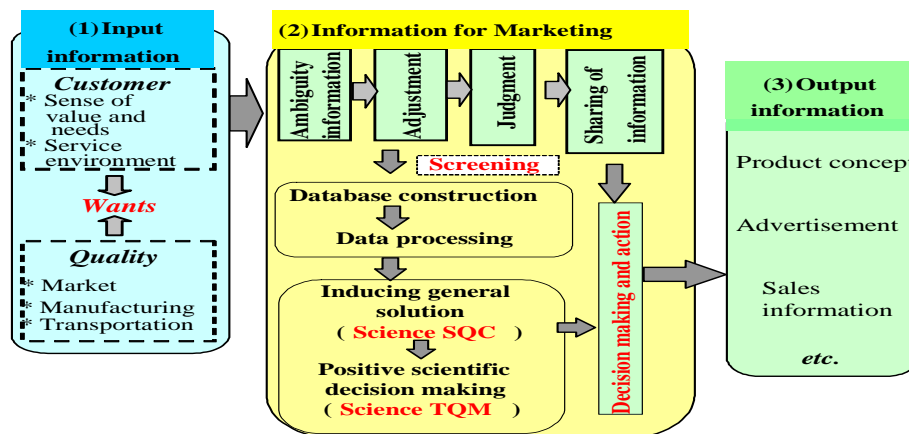 (1) Input
information
Customer
* Sense of
value and
needs
* Service
environment
Wants
Quality
* Market
* Manufacturing
* Transportation
(2) Information for Marketing
Ambiguity
information
Adjustment
Judgment
Sharing of
information
Screening
Database construction
Data processing
Inducing general
solution
( Science SQC )
Positive scientific
decision making
( Science TQM )
Decision making and action
(3) Output
information
Product concept
Advertisement
Sales
information
etc.